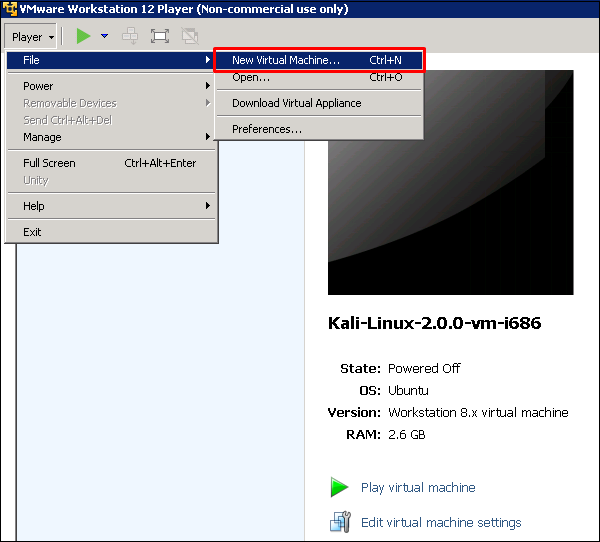 VMware Workstation 12 Player (Non-commercial use only)
Player
File
New Virtual Machine... Ctrl+N
Open... Ctrl+O
Download Virtual Appliance
Preferences...
Power
Removable Devices
Send Ctrl+Alt+Del
Manage
Full Screen Ctrl+Alt+Enter
Unity
Help
Exit
Kali-Linux-2.0.0-vm-i686
State: Powered Off
OS: Ubuntu
Version: Workstation 8.x virtual machine
RAM: 2.6 GB
Play virtual machine
Edit virtual machine settings